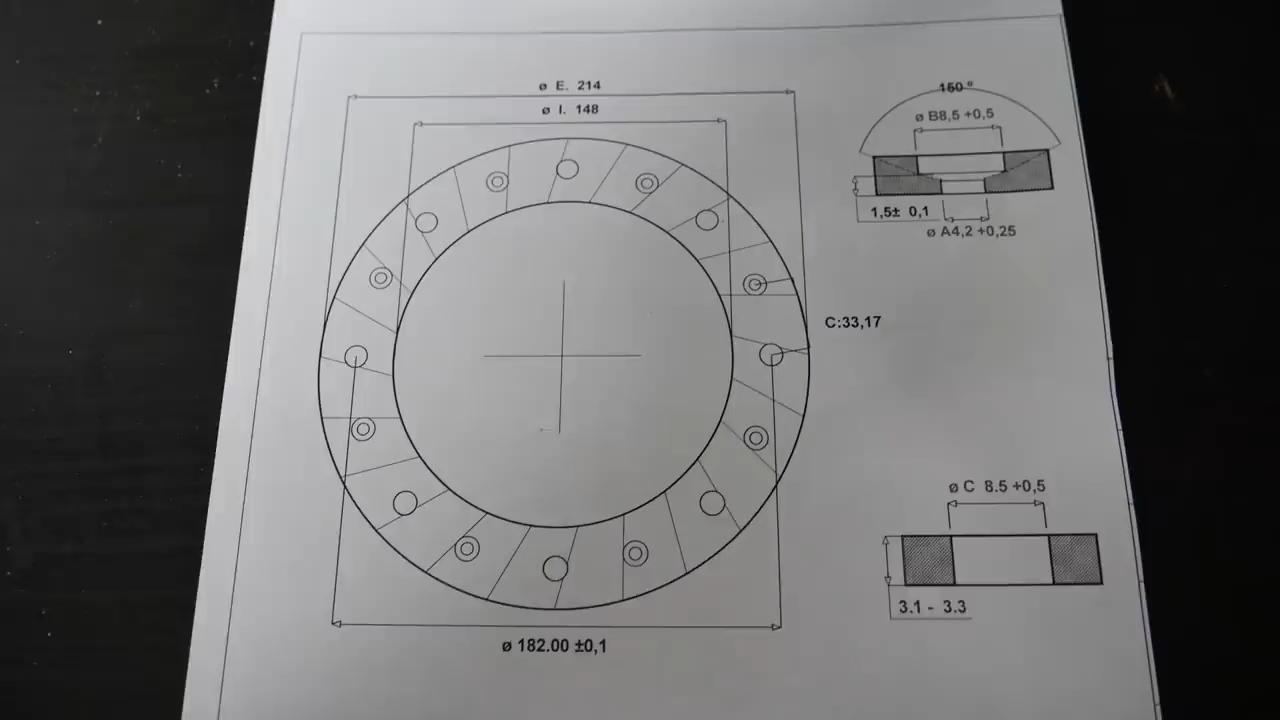 ø E. 214
ø I. 148
150 º
ø B8,5 +0,5
1,5± 0,1
ø A4,2 +0,25
C:33,17
ø C 8.5 +0,5
3.1 - 3.3
ø 182.00 ±0,1